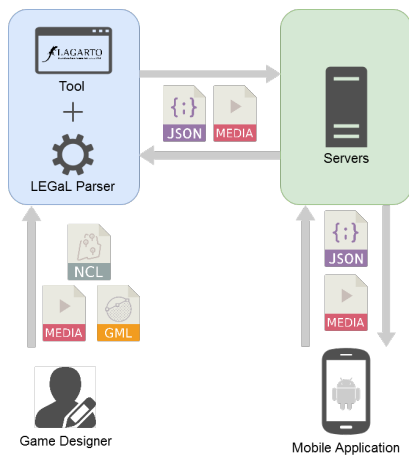 LAGARTO
Tool
+
LEGaL Parser
{;}
JSON
MEDIA
Servers
NCL
MEDIA
GML
{;}
JSON
MEDIA
Game Designer
Mobile Application